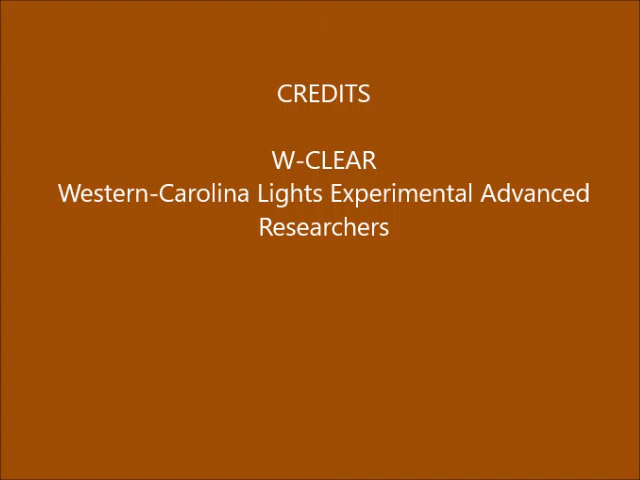 CREDITS
W-CLEAR
Western-Carolina Lights Experimental Advanced
Researchers